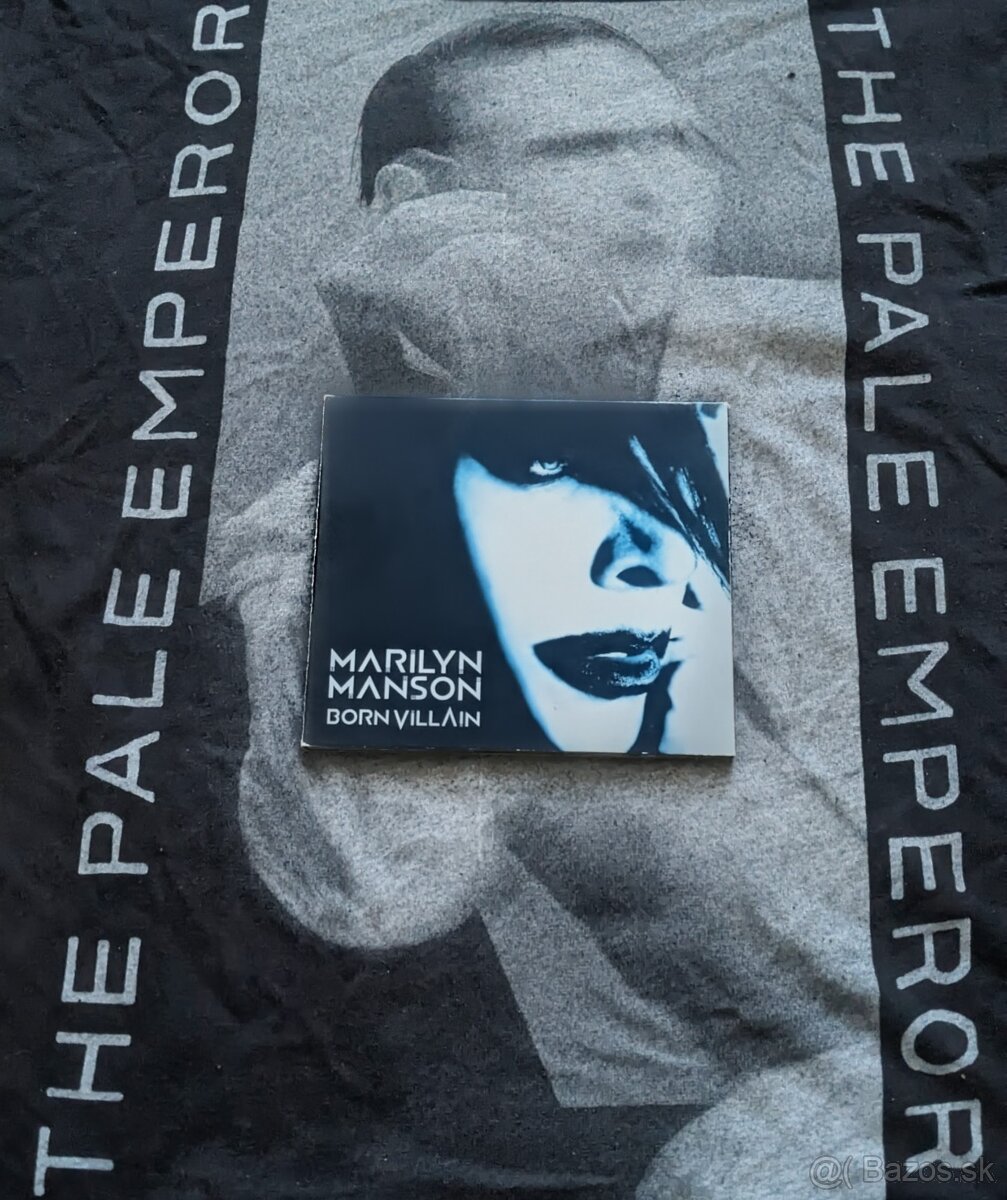 THE PALE EMPEROR
THE PALE EMPEROR
MARILYN
MANSON
BORN VILLAIN
@( Bazos.sk